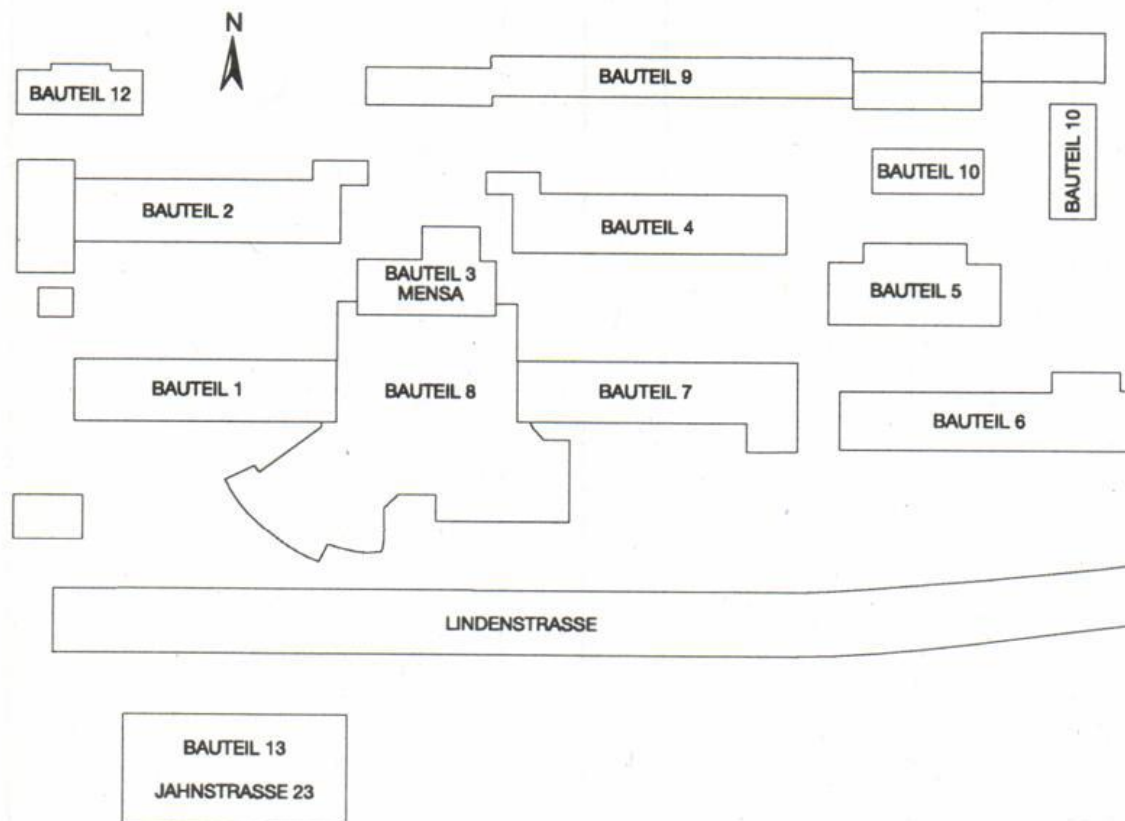 N
BAUTEIL 12
BAUTEIL 9
BAUTEIL 10
BAUTEIL 10
BAUTEIL 2
BAUTEIL 4
BAUTEIL 3
MENSA
BAUTEIL 5
BAUTEIL 1
BAUTEIL 8
BAUTEIL 7
BAUTEIL 6
LINDENSTRASSE
BAUTEIL 13
JAHNSTRASSE 23